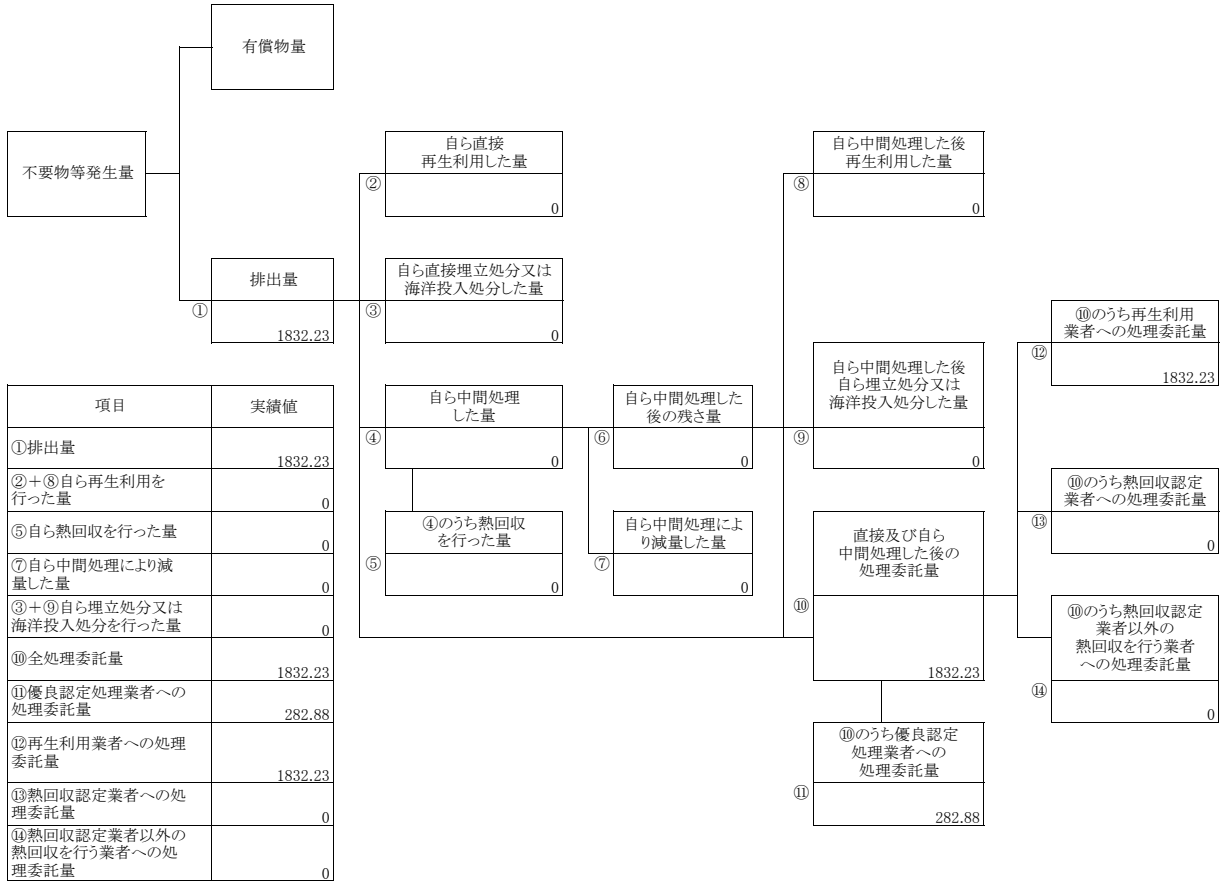 有償物量
不要物等発生量
自ら直接
再生利用した量
②
0
自ら中間処理した後
再生利用した量
⑧
0
排出量
①
1832.23
自ら直接埋立処分又は
海洋投入処分した量
③
0
⑩のうち再生利用
業者への処理委託量
⑫
1832.23
自ら中間処理
した量
④
0
自ら中間処理した
後の残さ量
⑥
0
自ら中間処理した後
自ら埋立処分又は
海洋投入処分した量
⑨
0
⑩のうち熱回収認定
業者への処理委託量
⑬
0
④のうち熱回収
を行った量
⑤
0
自ら中間処理によ
り減量した量
⑦
0
直接及び自ら
中間処理した後の
処理委託量
⑩
1832.23
⑩のうち熱回収認定
業者以外の
熱回収を行う業者
への処理委託量
⑭
0
⑩のうち優良認定
処理業者への
処理委託量
⑪
282.88
項目 実績値
①排出量
1832.23
②＋⑧自ら再生利用を
行った量
0
⑤自ら熱回収を行った量
0
⑦自ら中間処理により減
量した量
0
③＋⑨自ら埋立処分又は
海洋投入処分を行った量
0
⑩全処理委託量
1832.23
⑪優良認定処理業者への
処理委託量
282.88
⑫再生利用業者への処理
委託量
1832.23
⑬熱回収認定業者への処
理委託量
0
⑭熱回収認定業者以外の
熱回収を行う業者への処
理委託量
0